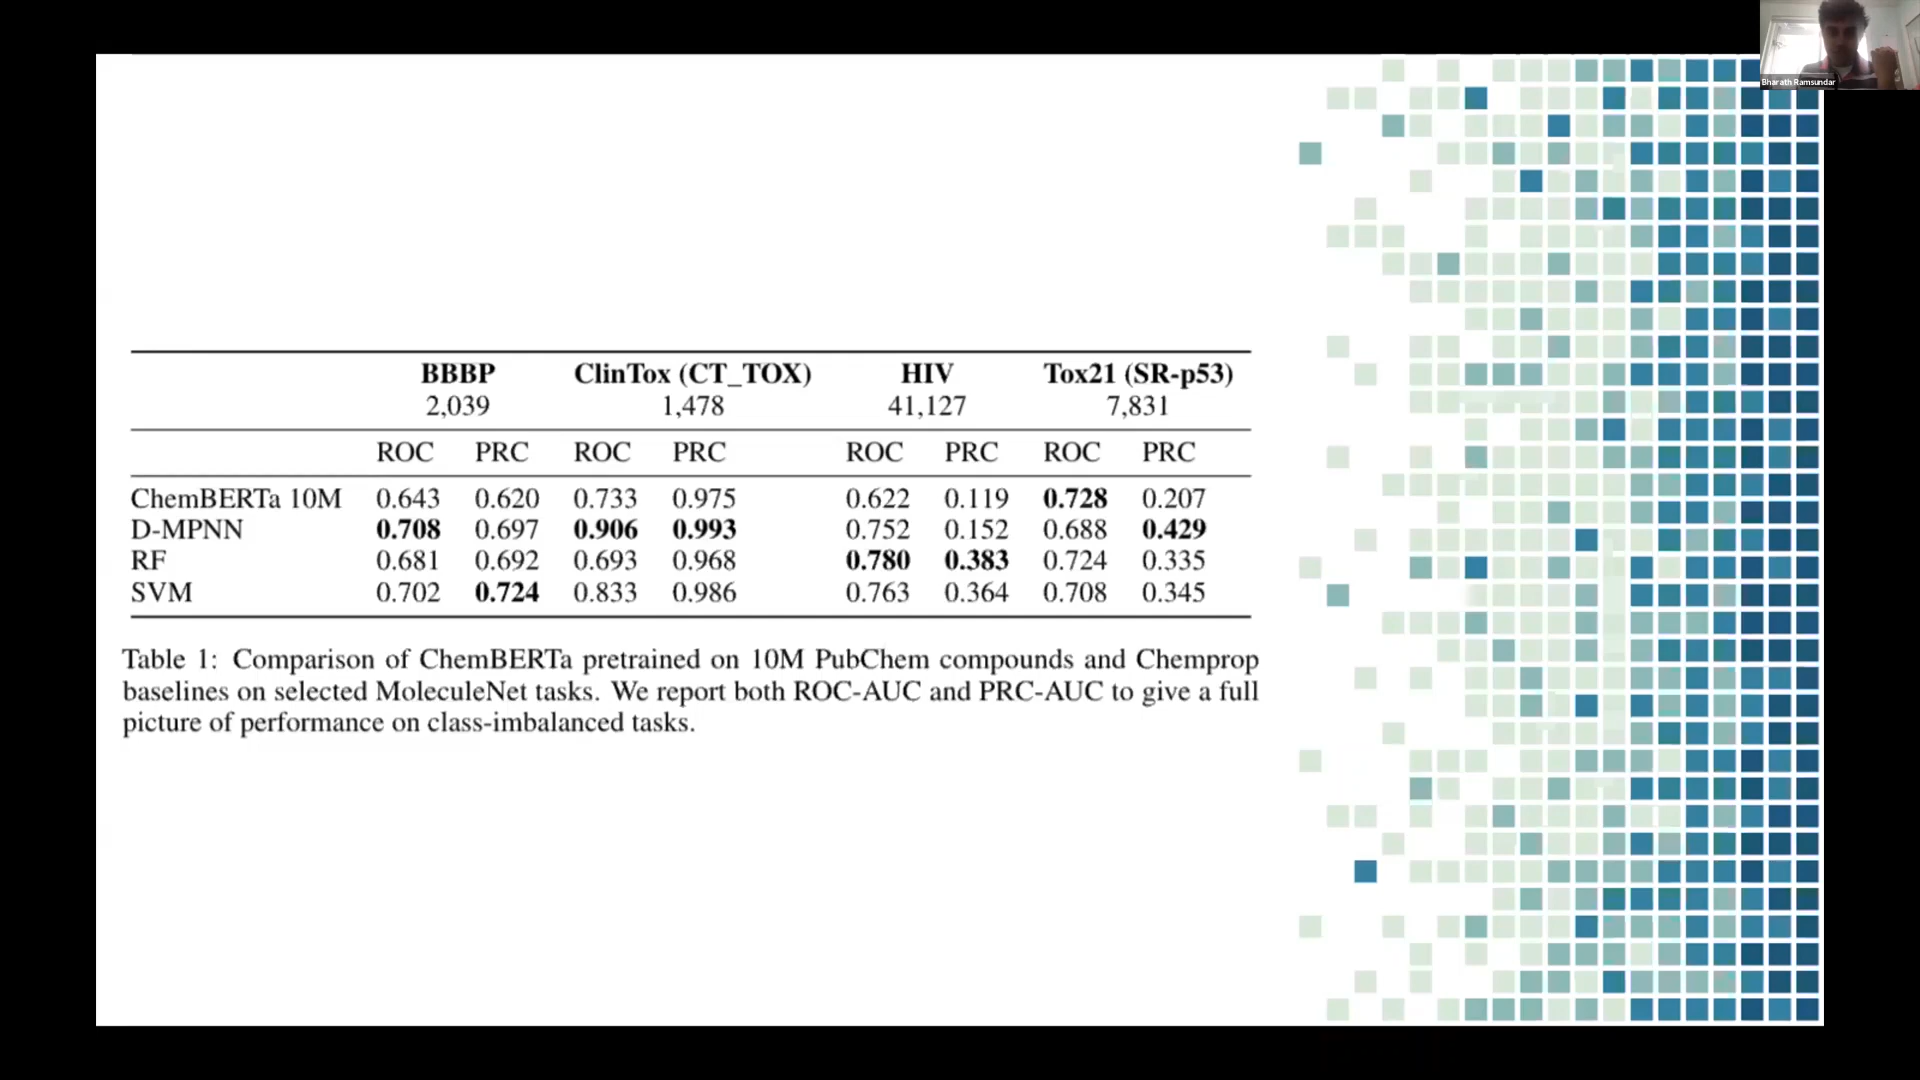 Bharath Ramsundar
BBBP ClinTox (CT_TOX) HIV Tox21 (SR-p53)
2,039 1,478 41,127 7,831
ROC PRC ROC PRC ROC PRC ROC PRC
ChemBERTa 10M 0.643 0.620 0.733 0.975 0.622 0.119 0.728 0.207
D-MPNN 0.708 0.697 0.906 0.993 0.752 0.152 0.688 0.429
RF 0.681 0.692 0.693 0.968 0.780 0.383 0.724 0.335
SVM 0.702 0.724 0.833 0.986 0.763 0.364 0.708 0.345
Table 1: Comparison of ChemBERTa pretrained on 10M PubChem compounds and Chemprop
baselines on selected MoleculeNet tasks. We report both ROC-AUC and PRC-AUC to give a full
picture of performance on class-imbalanced tasks.